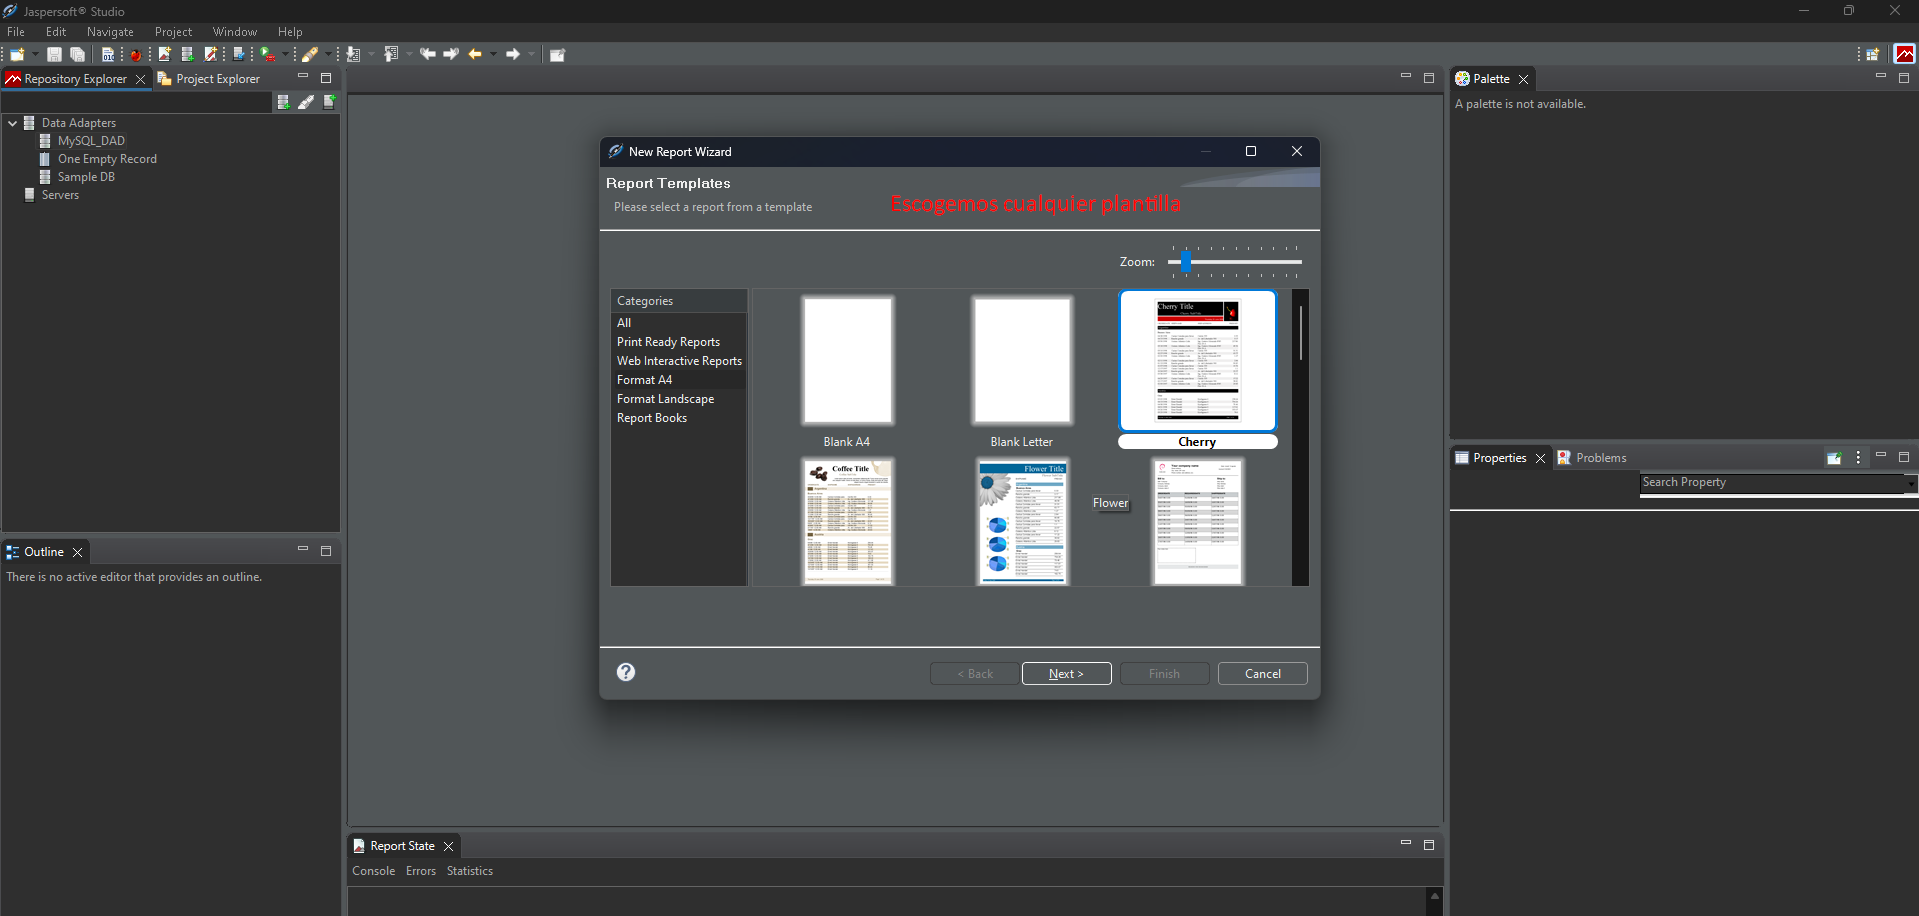 Jaspersoft® Studio
File Edit Navigate Project Window Help
Repository Explorer
Project Explorer
Data Adapters
MySQL_DAD
One Empty Record
Sample DB
Servers
Outline
There is no active editor that provides an outline.
New Report Wizard
Report Templates
Please select a report from a template
Escogemos cualquier plantilla
Zoom:
Categories
All
Print Ready Reports
Web Interactive Reports
Format A4
Format Landscape
Report Books
Cherry Title
Blank A4
Blank Letter
Cherry
Coffee Title
Flower Title
Flower
< Back
Next >
Finish
Cancel
Report State
Console Errors Statistics
Palette
A palette is not available.
Properties
Problems
Search Property